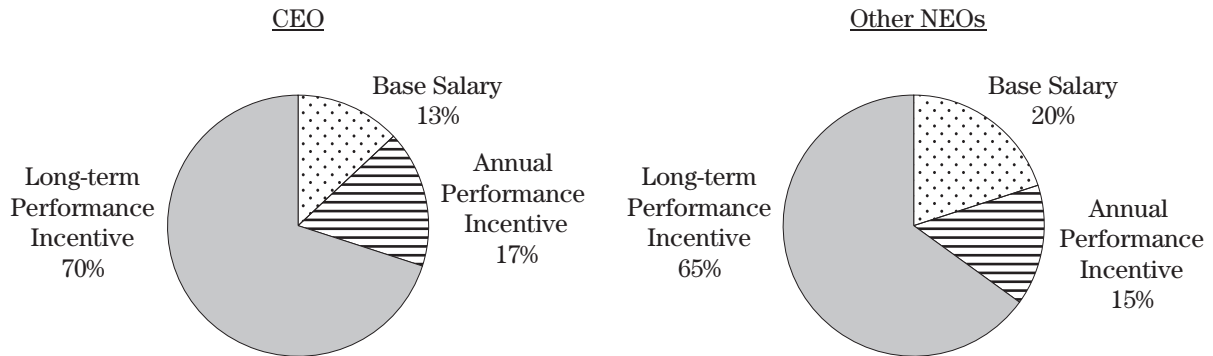 CEO
Base Salary
13%
Annual
Performance
Incentive
17%
Long-term
Performance
Incentive
70%
Other NEOs
Base Salary
20%
Annual
Performance
Incentive
15%
Long-term
Performance
Incentive
65%